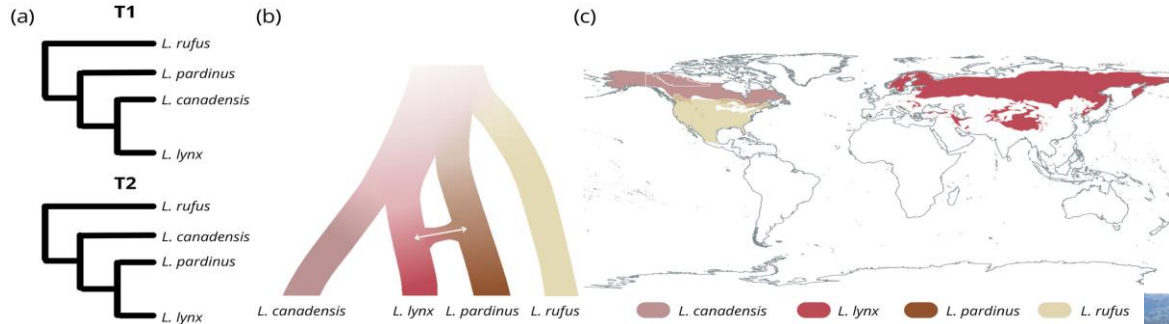 (a)
T1
L. rufus
L. pardinus
L. canadensis
L. lynx
T2
L. rufus
L. canadensis
L. pardinus
L. lynx
(b)
L. canadensis L. lynx L. pardinus L. rufus
(c)
L. canadensis L. lynx L. pardinus L. rufus